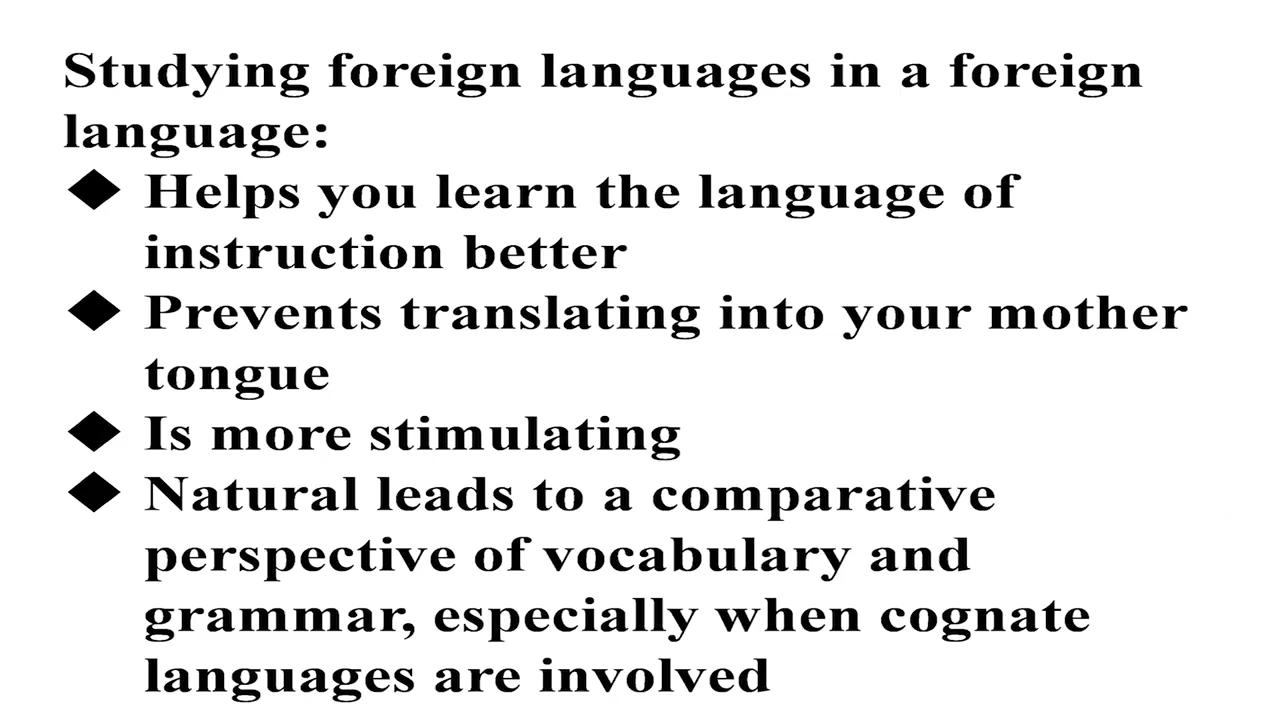 Studying foreign languages in a foreign
language:
◆ Helps you learn the language of
instruction better
◆ Prevents translating into your mother
tongue
◆ Is more stimulating
◆ Natural leads to a comparative
perspective of vocabulary and
grammar, especially when cognate
languages are involved